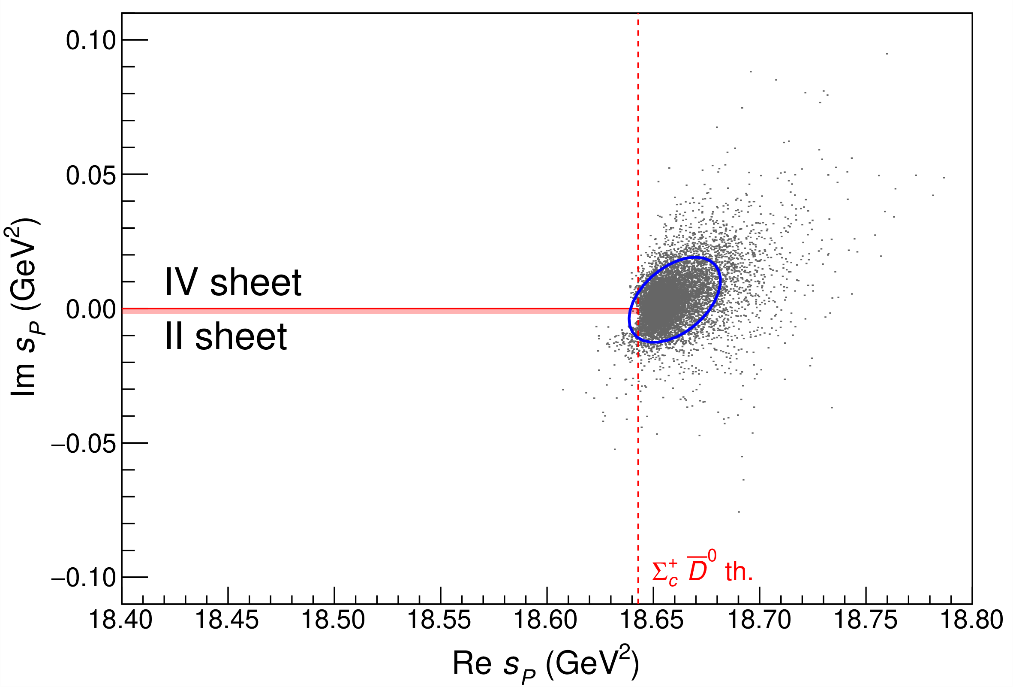 0.10
0.05
0.00
−0.05
−0.10
Im s_P (GeV²)
IV sheet
II sheet
Σ_c⁺ D̅⁰ th.
18.40 18.45 18.50 18.55 18.60 18.65 18.70 18.75 18.80
Re s_P (GeV²)